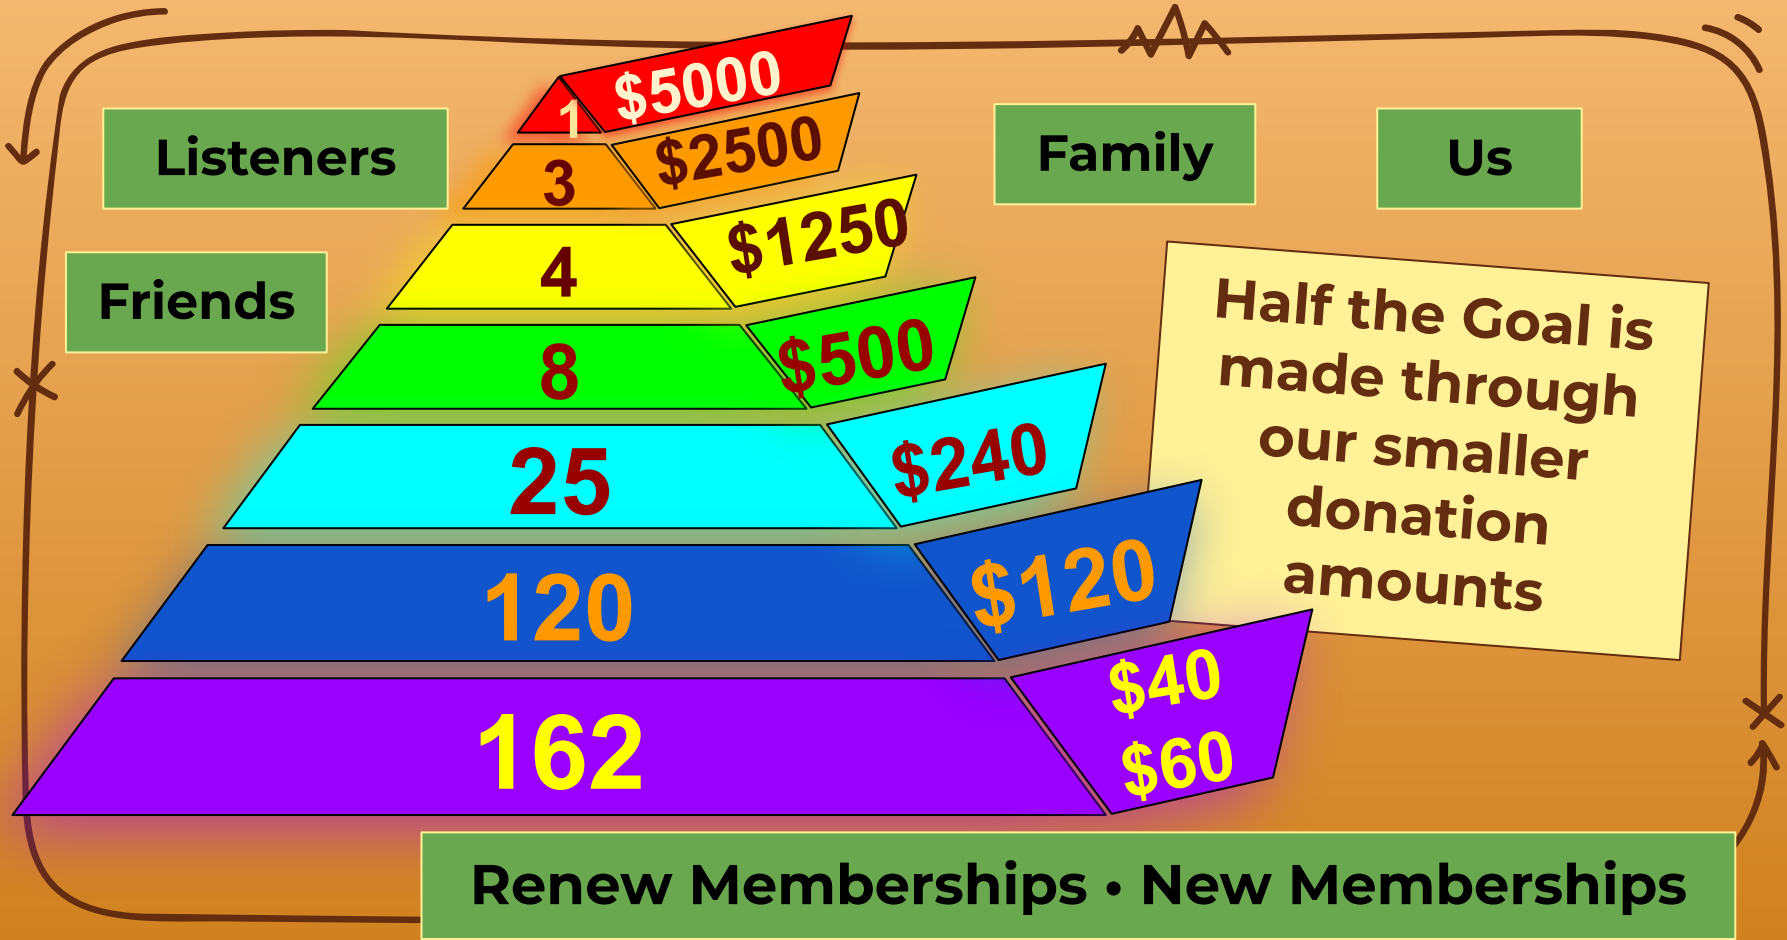 Listeners
Friends
Family
Us
1 $5000
3 $2500
4 $1250
8 $500
25 $240
120 $120
162 $40
$60
Half the Goal is
made through
our smaller
donation
amounts
Renew Memberships • New Memberships